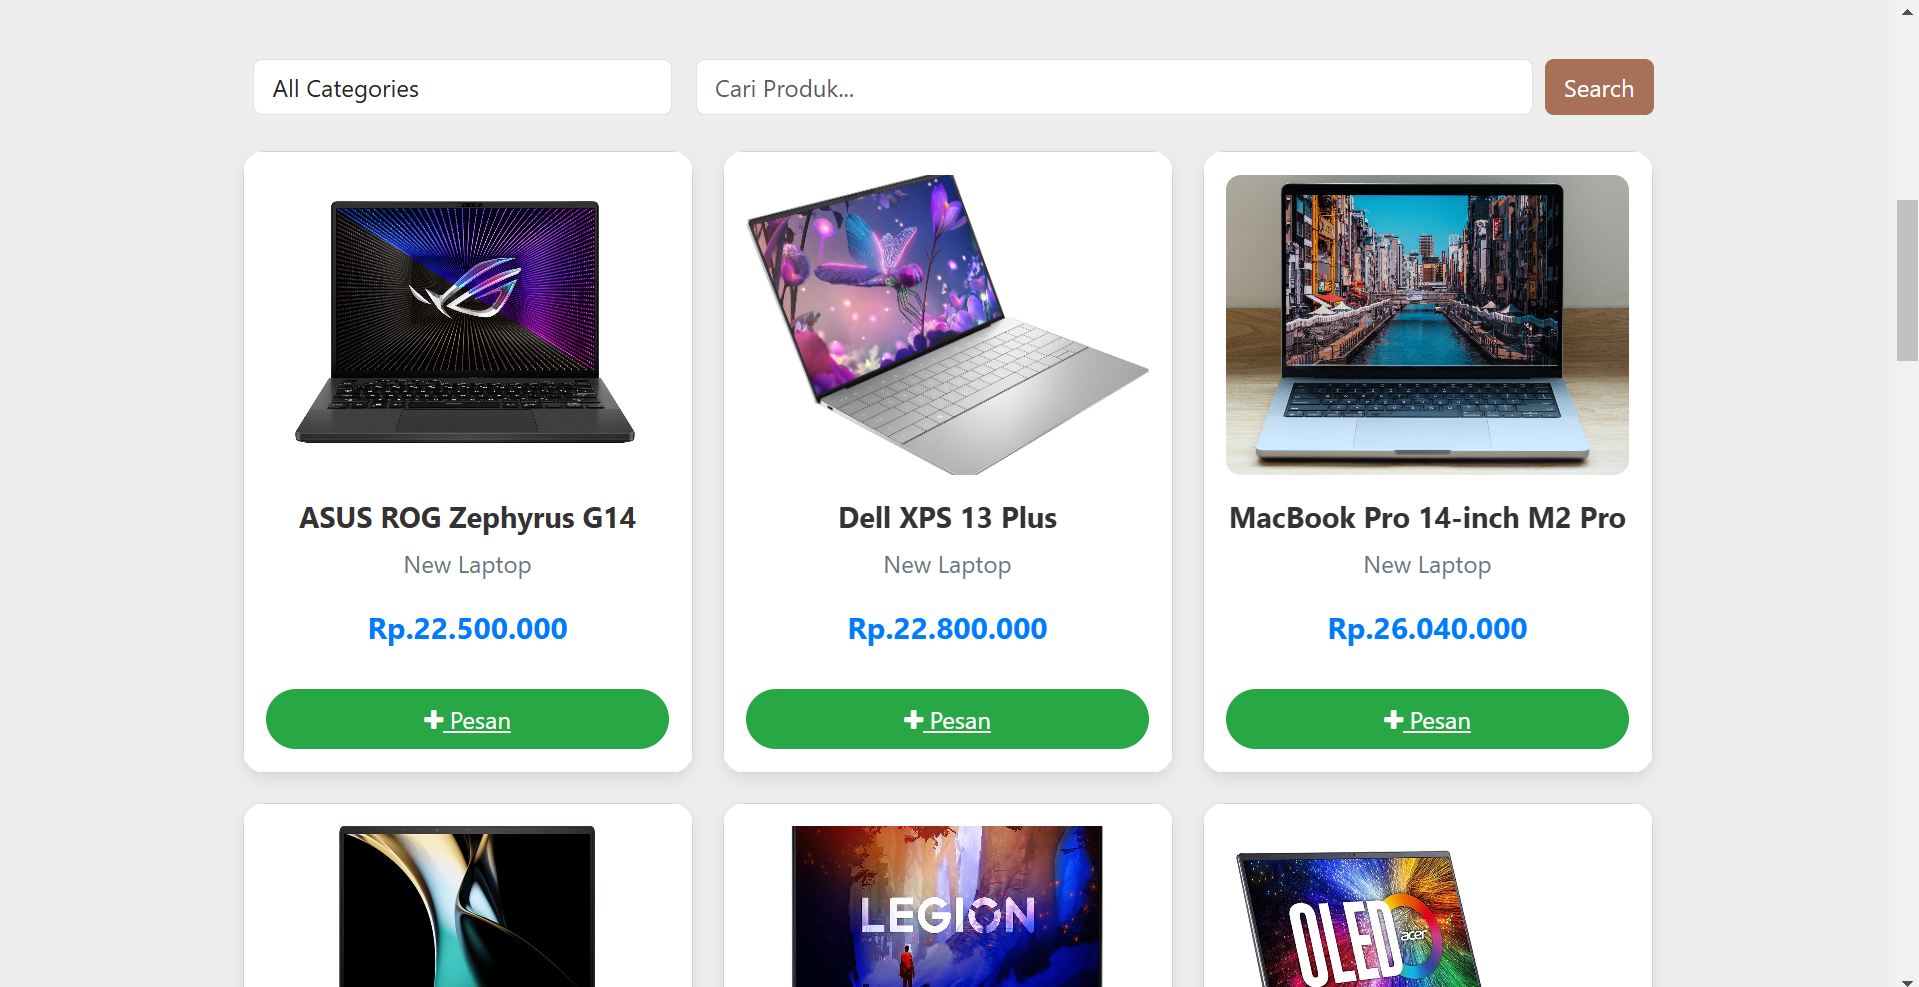 All Categories
Cari Produk...
Search
ASUS ROG Zephyrus G14
New Laptop
Rp.22.500.000
Pesan
Dell XPS 13 Plus
New Laptop
Rp.22.800.000
Pesan
MacBook Pro 14-inch M2 Pro
New Laptop
Rp.26.040.000
Pesan
LEGION
OLED
acer